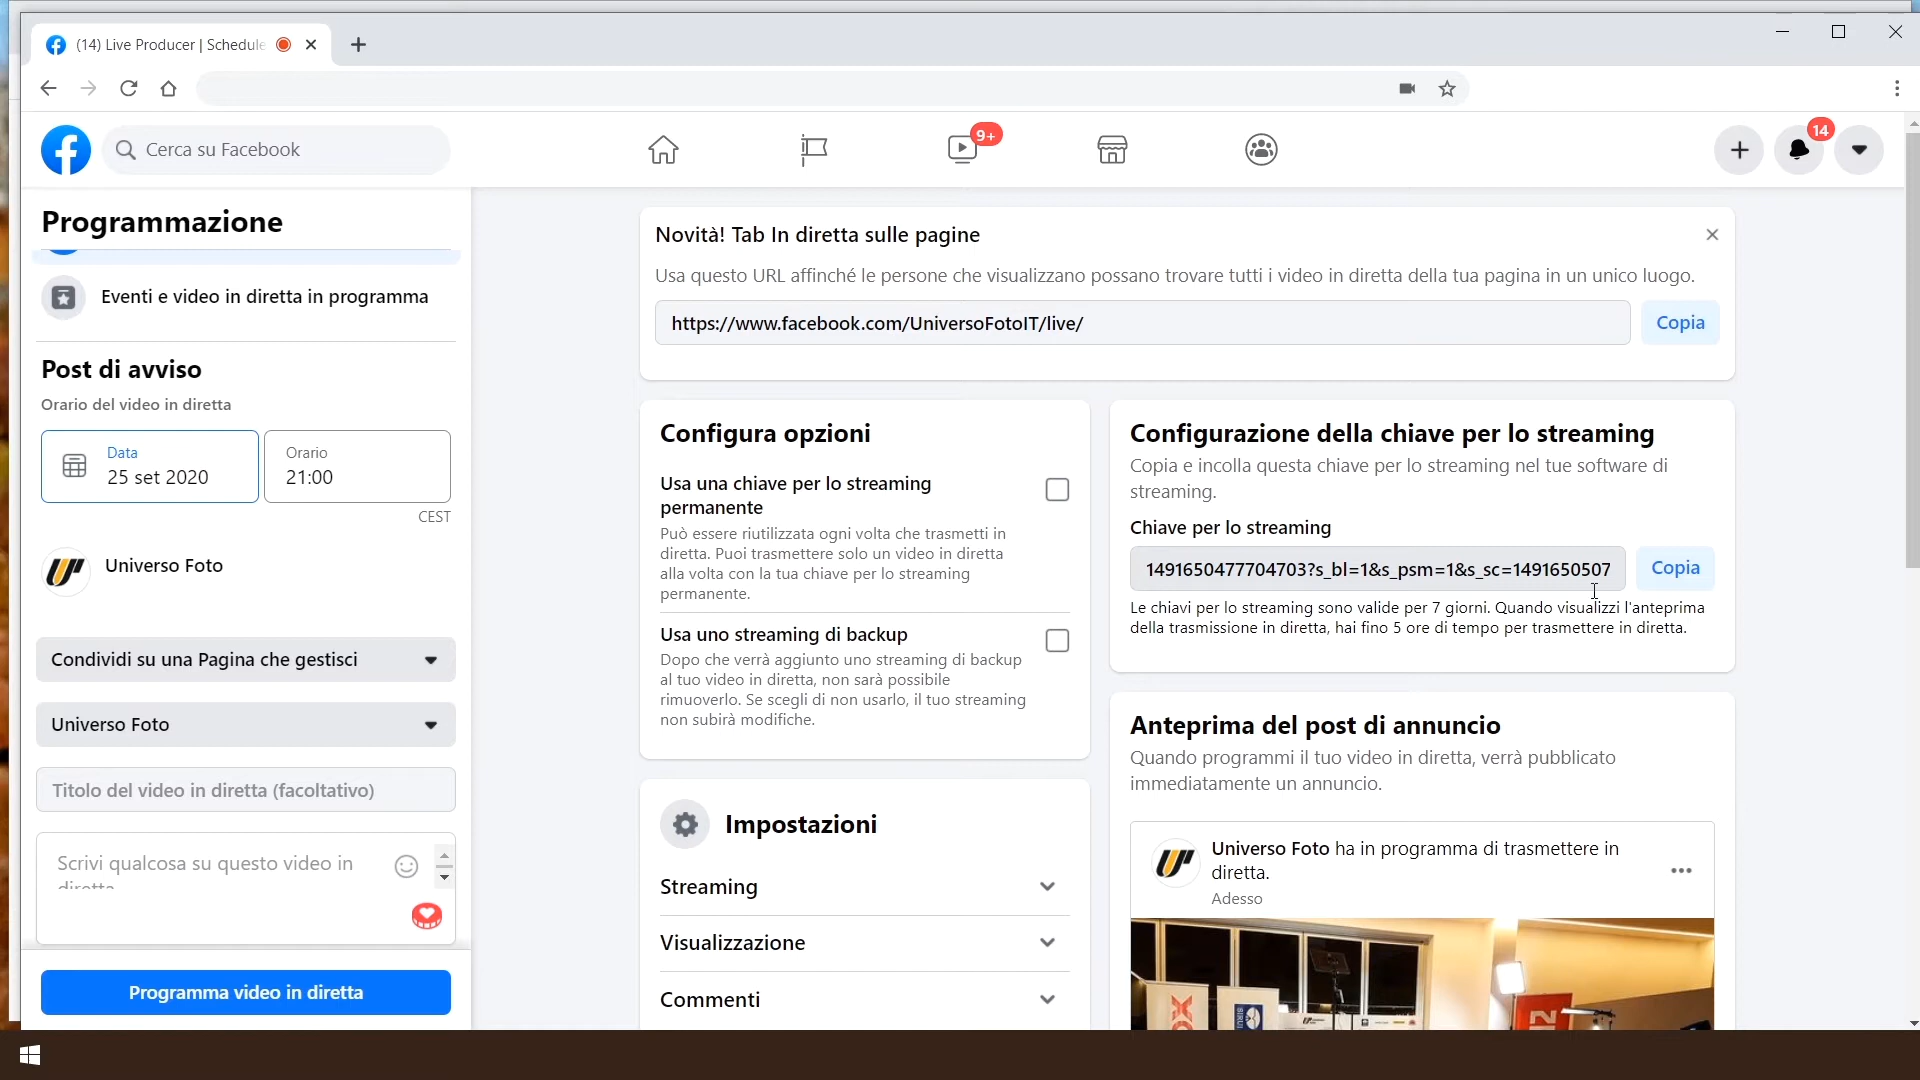 (14) Live Producer | Schedule
Cerca su Facebook
9+
14
Programmazione
Eventi e video in diretta in programma
Post di avviso
Orario del video in diretta
Data
25 set 2020
Orario
21:00
CEST
Universo Foto
Condividi su una Pagina che gestisci
Universo Foto
Titolo del video in diretta (facoltativo)
Scrivi qualcosa su questo video in
diretta
Programma video in diretta
Novità! Tab In diretta sulle pagine
Usa questo URL affinché le persone che visualizzano possano trovare tutti i video in diretta della tua pagina in un unico luogo.
https://www.facebook.com/UniversoFotoIT/live/
Copia
Configura opzioni
Usa una chiave per lo streaming
permanente
Può essere riutilizzata ogni volta che trasmetti in
diretta. Puoi trasmettere solo un video in diretta
alla volta con la tua chiave per lo streaming
permanente.
Usa uno streaming di backup
Dopo che verrà aggiunto uno streaming di backup
al tuo video in diretta, non sarà possibile
rimuoverlo. Se scegli di non usarlo, il tuo streaming
non subirà modifiche.
Impostazioni
Streaming
Visualizzazione
Commenti
Configurazione della chiave per lo streaming
Copia e incolla questa chiave per lo streaming nel tue software di
streaming.
Chiave per lo streaming
1491650477704703?s_bl=1&s_psm=1&s_sc=1491650507
Copia
Le chiavi per lo streaming sono valide per 7 giorni. Quando visualizzi l'anteprima
della trasmissione in diretta, hai fino 5 ore di tempo per trasmettere in diretta.
Anteprima del post di annuncio
Quando programmi il tuo video in diretta, verrà pubblicato
immediatamente un annuncio.
Universo Foto ha in programma di trasmettere in
diretta.
Adesso